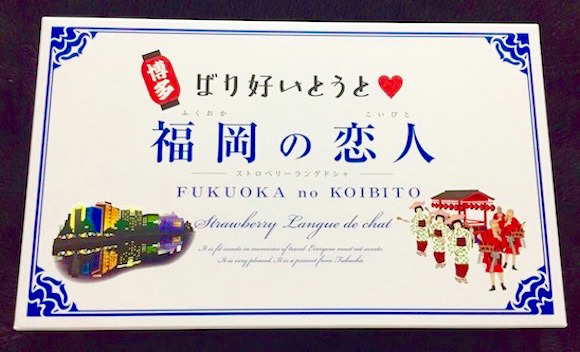 博多
ばり好いとうと♥
ふくおか こいびと
福岡の恋人
ストロベリーラングドシャ
FUKUOKA no KOIBITO
Strawberry Langue de chat
It is fit sweets in memories of travel. Everyone must eat sweets.
It is very pleased. It is a present from Fukuoka.